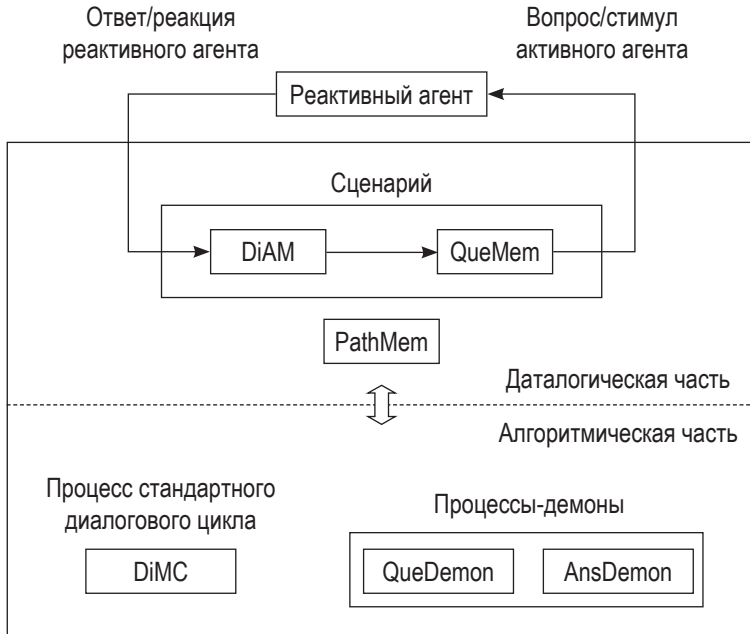 Ответ/реакция
реактивного агента
Вопрос/стимул
активного агента
Реактивный агент
Сценарий
DiAM
QueMem
PathMem
Даталогическая часть
Алгоритмическая часть
Процесс стандартного
диалогового цикла
DiMC
Процессы-демоны
QueDemon
AnsDemon